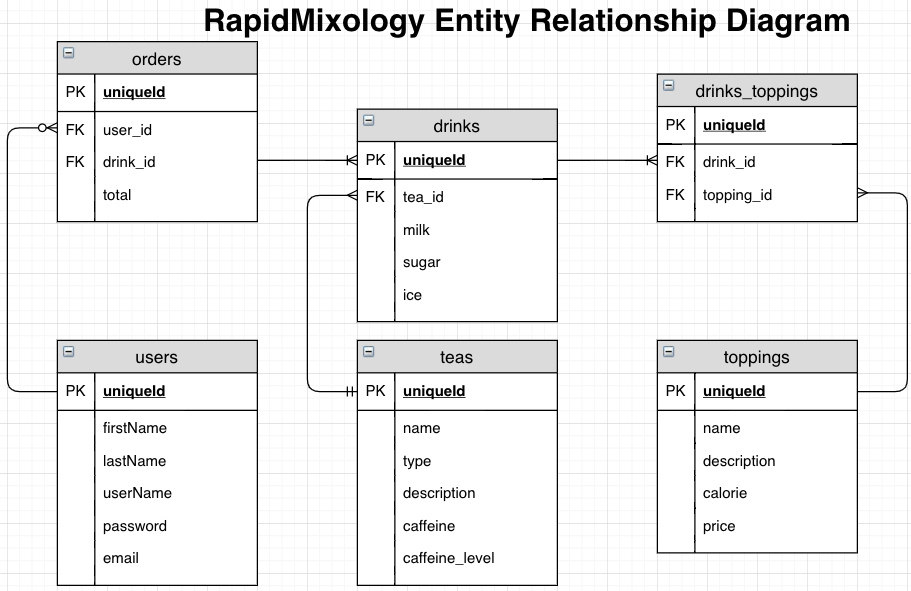 RapidMixology Entity Relationship Diagram
orders
PK uniqueId
FK user_id
FK drink_id
total
drinks
PK uniqueId
FK tea_id
milk
sugar
ice
drinks_toppings
PK uniqueId
FK drink_id
FK topping_id
users
PK uniqueId
firstName
lastName
userName
password
email
teas
PK uniqueId
name
type
description
caffeine
caffeine_level
toppings
PK uniqueId
name
description
calorie
price